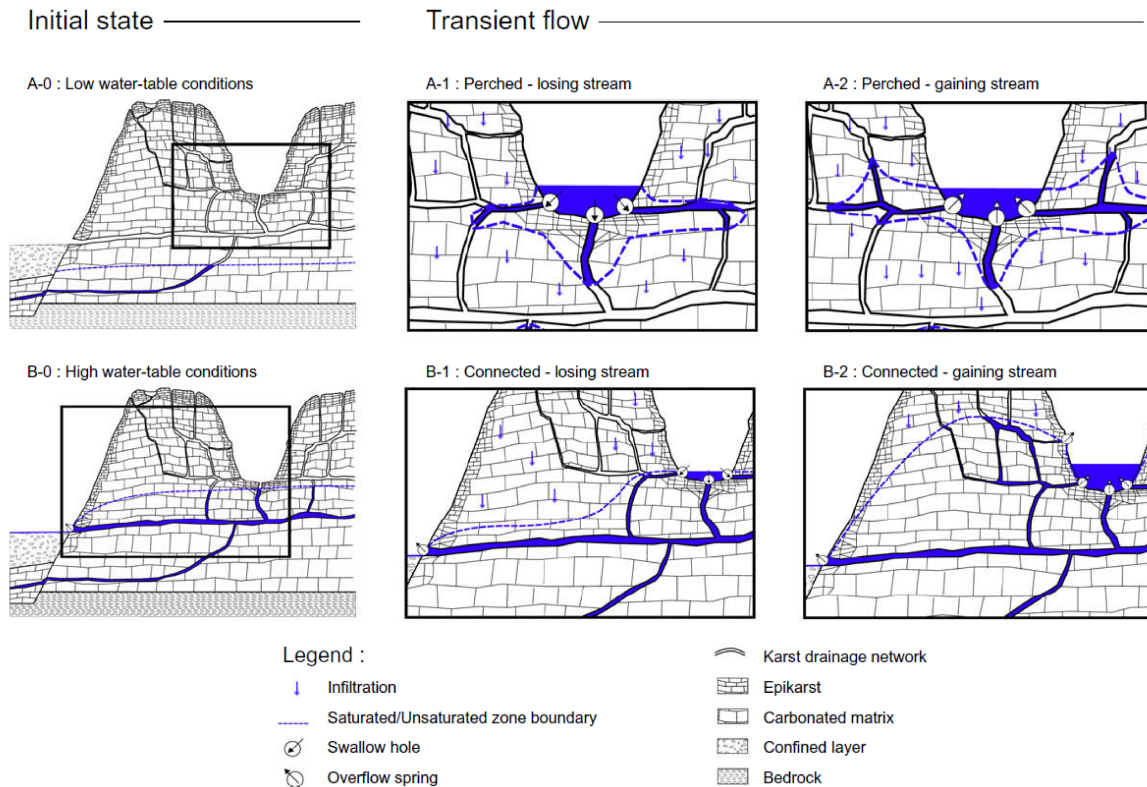 Initial state
Transient flow
A-0 : Low water-table conditions
A-1 : Perched - losing stream
A-2 : Perched - gaining stream
B-0 : High water-table conditions
B-1 : Connected - losing stream
B-2 : Connected - gaining stream
Legend :
Infiltration
Saturated/Unsaturated zone boundary
Swallow hole
Overflow spring
Karst drainage network
Epikarst
Carbonated matrix
Confined layer
Bedrock